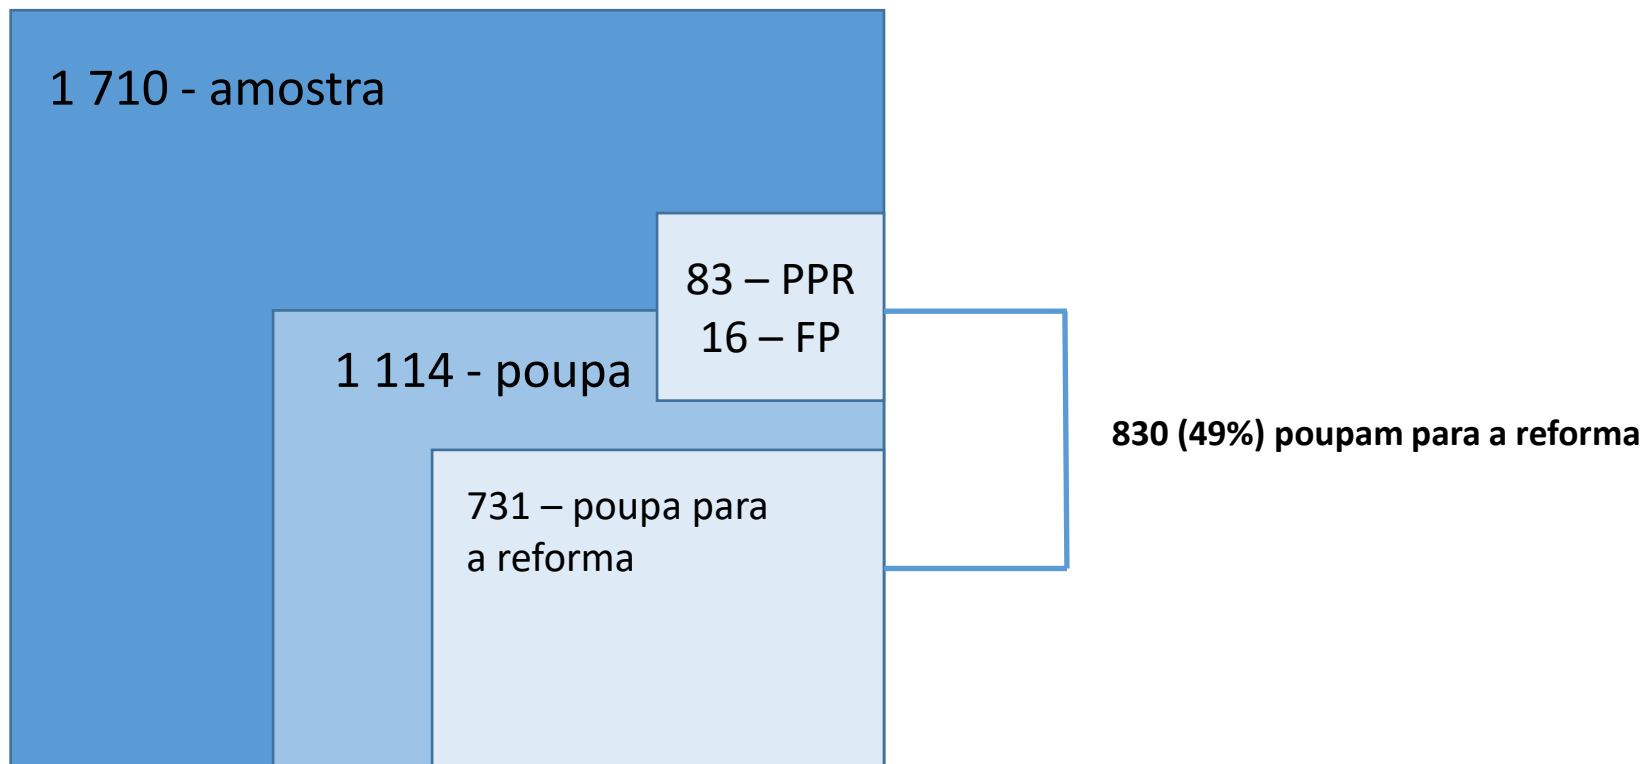 1 710 - amostra
83 – PPR
16 – FP
1 114 - poupa
830 (49%) poupam para a reforma
731 – poupa para
a reforma